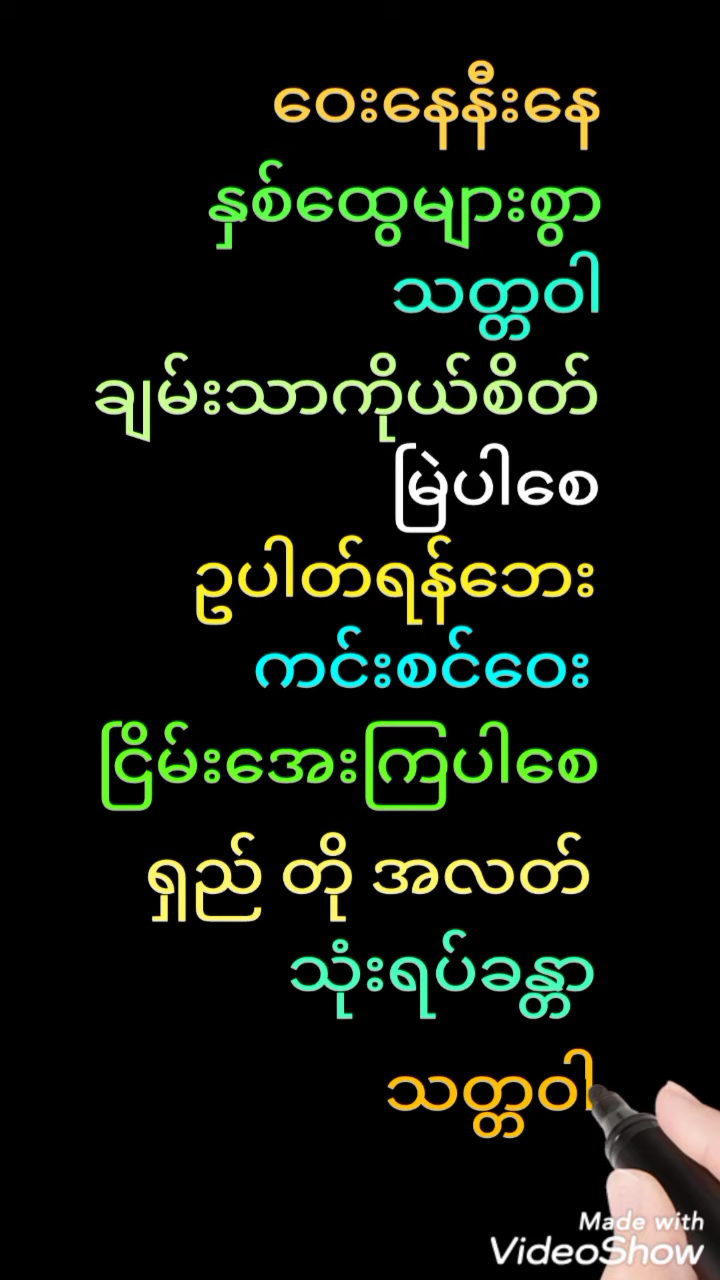 ဝေးနေနီးနေ
နှစ်ထွေများစွာ
သတ္တဝါ
ချမ်းသာကိုယ်စိတ်
မြဲပါစေ
ဥပါတ်ရန်ဘေး
ကင်းစင်ဝေး
ငြိမ်းအေးကြပါစေ
ရှည် တို အလတ်
သုံးရပ်ခန္တာ
သတ္တဝါ
Made with
VideoShow